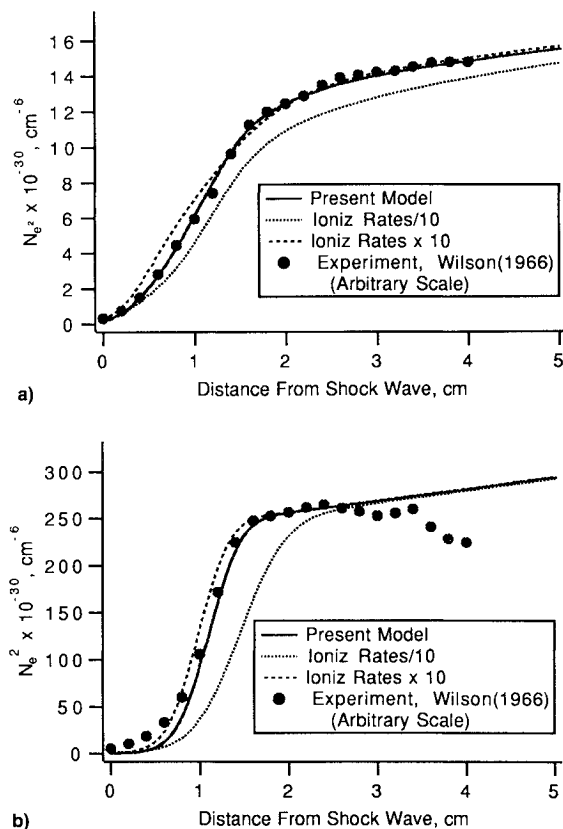 16
14
12
10
8
6
4
2
0
N_e² x 10^-30, cm^-6
Present Model
Ioniz Rates/10
Ioniz Rates x 10
Experiment, Wilson(1966)
(Arbitrary Scale)
0 1 2 3 4 5
Distance From Shock Wave, cm
a)
300
250
200
150
100
50
0
N_e^2 x 10^-30, cm^-6
Present Model
Ioniz Rates/10
Ioniz Rates x 10
Experiment, Wilson(1966)
(Arbitrary Scale)
0 1 2 3 4 5
Distance From Shock Wave, cm
b)